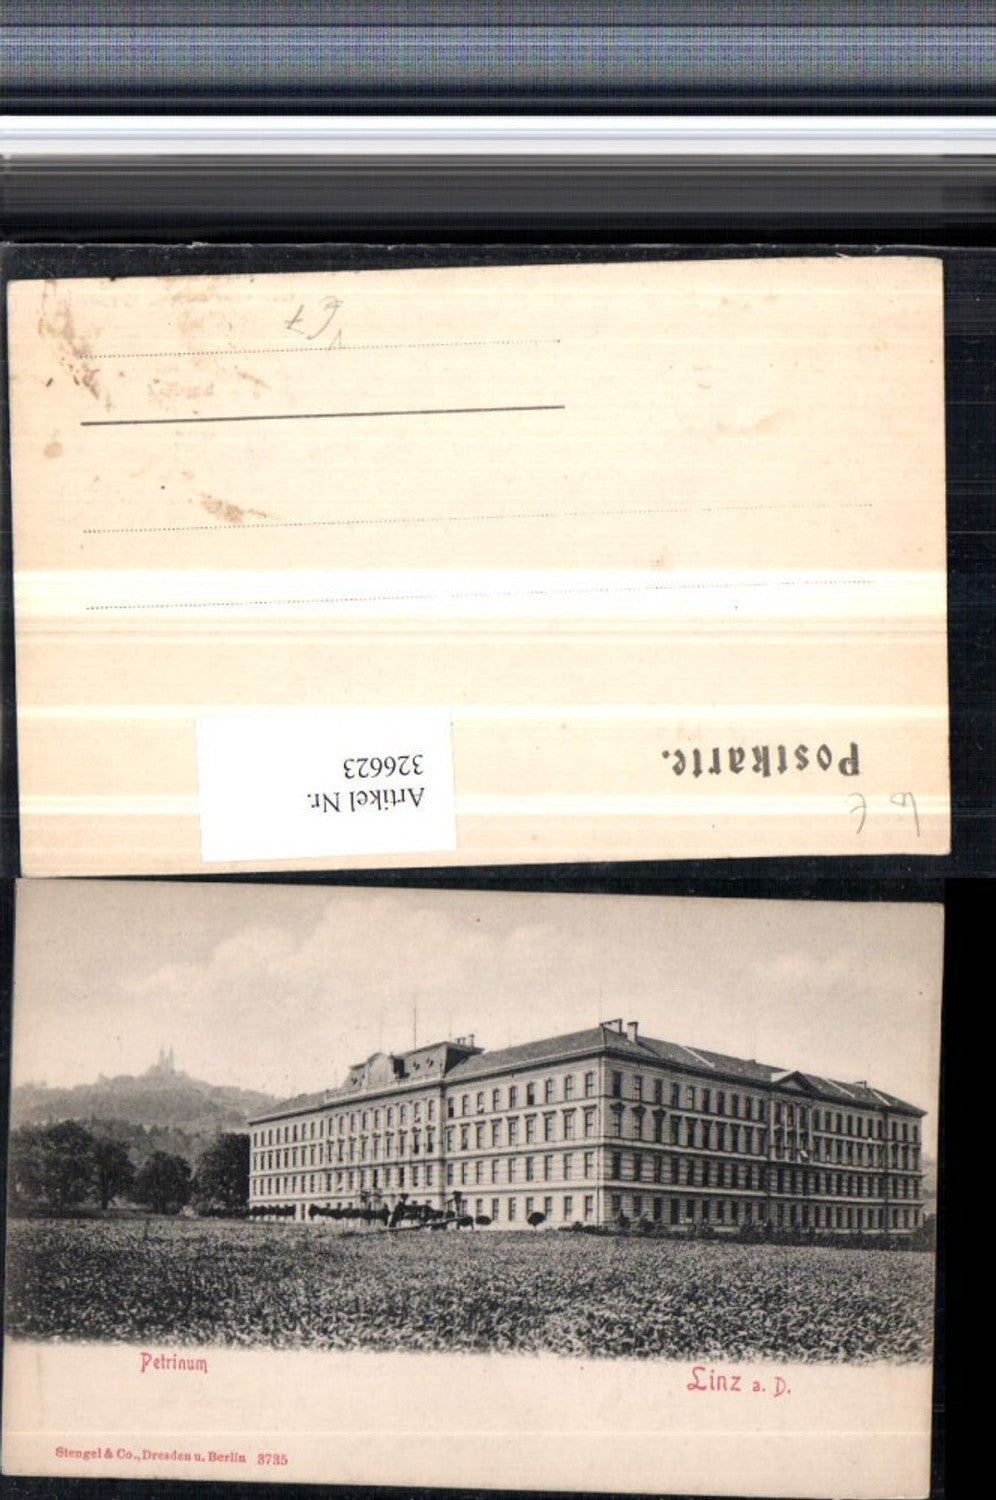 Postkarte.
Artikel Nr.
326623
Petrinum
Linz a. D.
Stengel & Co., Dresden u. Berlin 3735